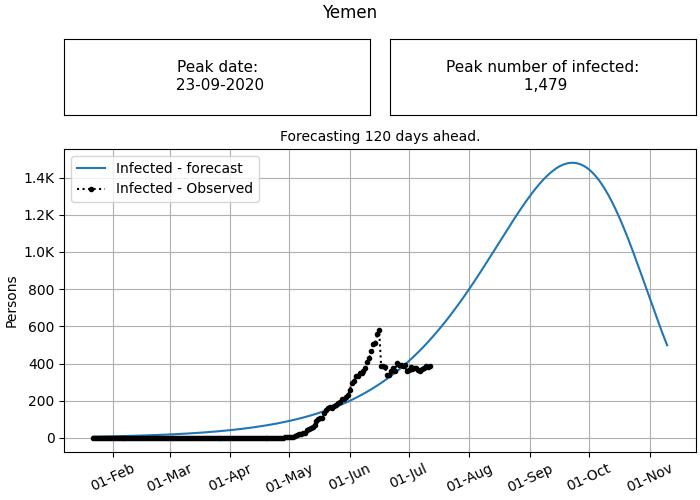 Yemen
Peak date:
23-09-2020
Peak number of infected:
1,479
Forecasting 120 days ahead.
Infected - forecast
Infected - Observed
1.4K
1.2K
1.0K
800
600
400
200
0
Persons
01-Feb
01-Mar
01-Apr
01-May
01-Jun
01-Jul
01-Aug
01-Sep
01-Oct
01-Nov